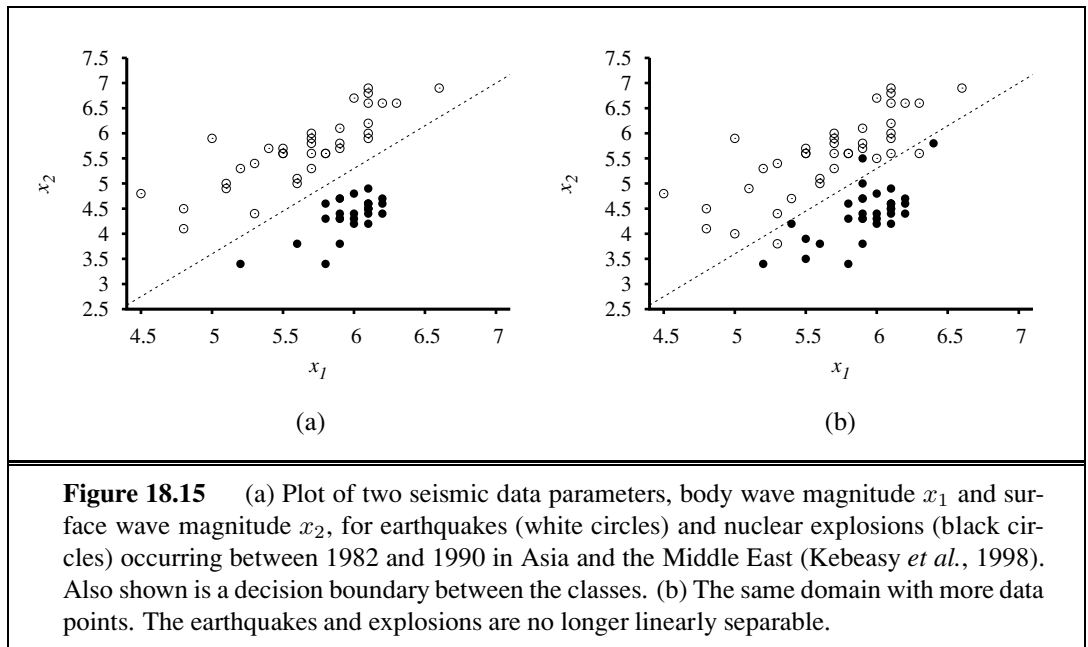 7.5
7
6.5
6
5.5
5
4.5
4
3.5
3
2.5
x2
4.5 5 5.5 6 6.5 7
x1
(a)
7.5
7
6.5
6
5.5
5
4.5
4
3.5
3
2.5
x2
4.5 5 5.5 6 6.5 7
x1
(b)
Figure 18.15 (a) Plot of two seismic data parameters, body wave magnitude x1 and sur-
face wave magnitude x2, for earthquakes (white circles) and nuclear explosions (black cir-
cles) occurring between 1982 and 1990 in Asia and the Middle East (Kebeasy et al., 1998).
Also shown is a decision boundary between the classes. (b) The same domain with more data
points. The earthquakes and explosions are no longer linearly separable.